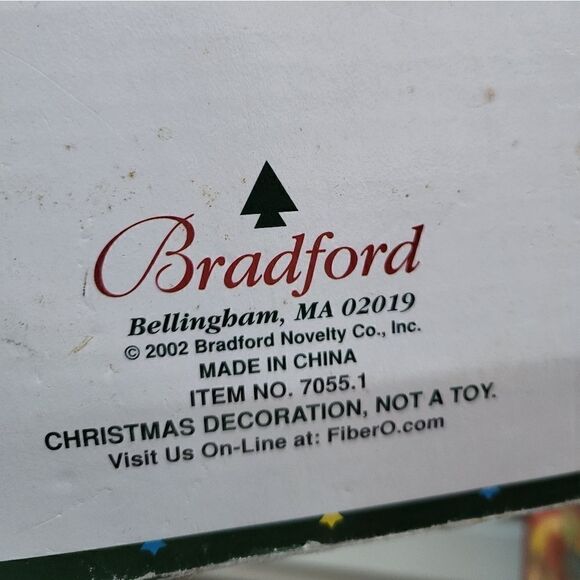 Bradford
Bellingham, MA 02019
© 2002 Bradford Novelty Co., Inc.
MADE IN CHINA
ITEM NO. 7055.1
CHRISTMAS DECORATION, NOT A TOY.
Visit Us On-Line at: FiberO.com